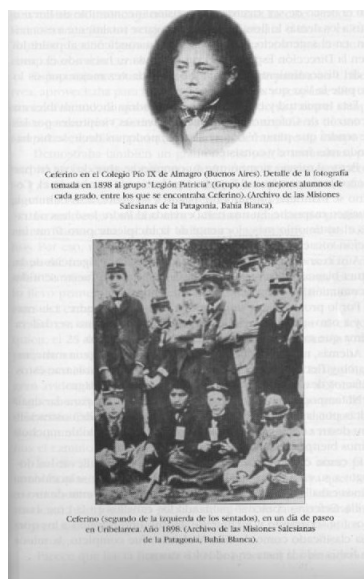 Ceferino en el Colegio Pío IX de Almagro (Buenos Aires). Detalle de la fotografía
tomada en 1898 al grupo "Legión Patricia" (Grupo de los mejores alumnos de
cada grado, entre los que se encontraba Ceferino). (Archivo de las Misiones
Salesianas de la Patagonia, Bahía Blanca).
Ceferino (segundo de la izquierda de los sentados), en un día de paseo
en Uribelarrea. Año 1898. (Archivo de las Misiones Salesianas
de la Patagonia, Bahía Blanca).